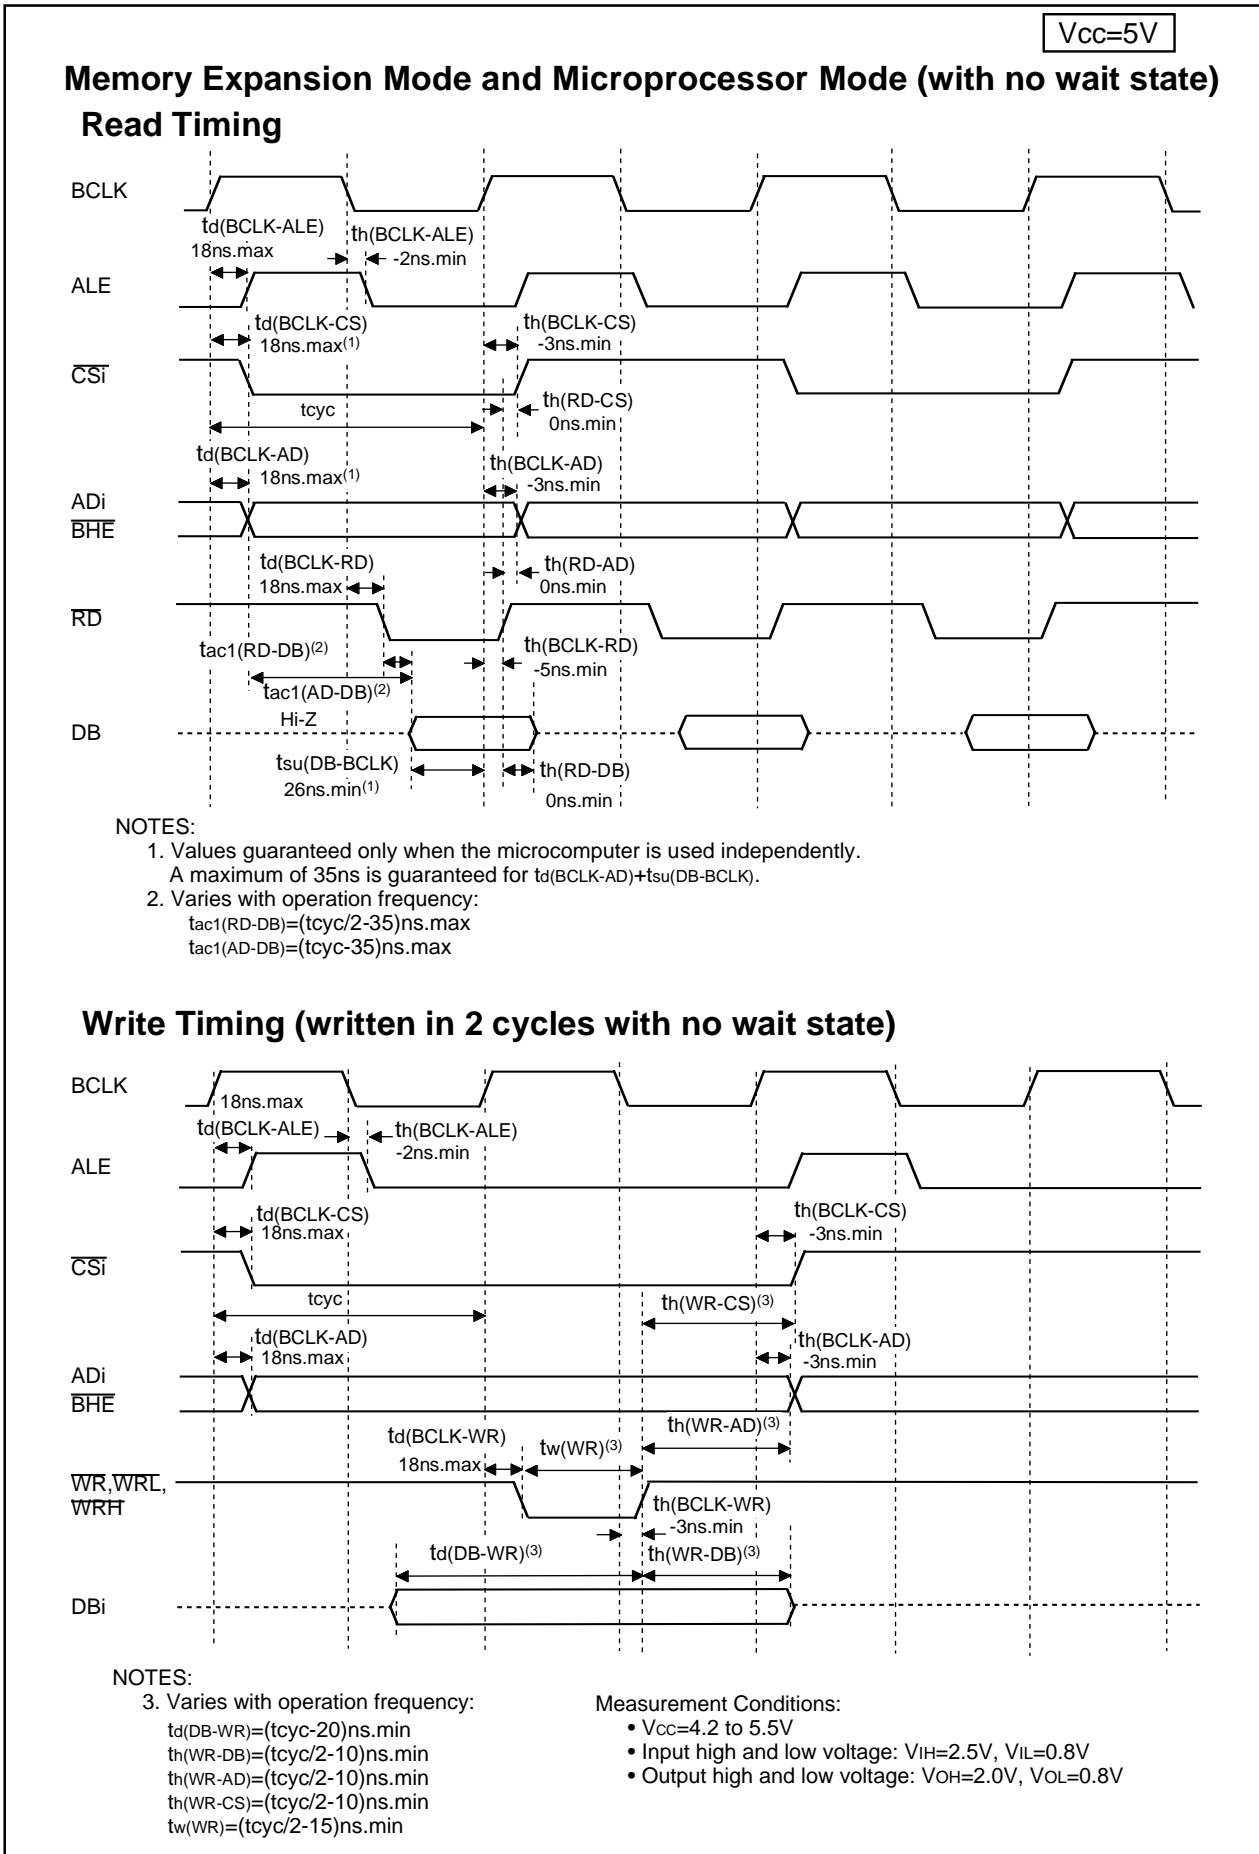 Vcc=5V
Memory Expansion Mode and Microprocessor Mode (with no wait state)
Read Timing
BCLK
td(BCLK-ALE)
18ns.max
th(BCLK-ALE)
-2ns.min
ALE
td(BCLK-CS)
18ns.max(1)
th(BCLK-CS)
-3ns.min
CSi
tcyc
th(RD-CS)
0ns.min
td(BCLK-AD)
18ns.max(1)
th(BCLK-AD)
-3ns.min
ADi
BHE
td(BCLK-RD)
18ns.max
th(RD-AD)
0ns.min
RD
tac1(RD-DB)(2)
th(BCLK-RD)
-5ns.min
tac1(AD-DB)(2)
Hi-Z
DB
tsu(DB-BCLK)
26ns.min(1)
th(RD-DB)
0ns.min
NOTES:
1. Values guaranteed only when the microcomputer is used independently.
A maximum of 35ns is guaranteed for td(BCLK-AD)+tsu(DB-BCLK).
2. Varies with operation frequency:
tac1(RD-DB)=(tcyc/2-35)ns.max
tac1(AD-DB)=(tcyc-35)ns.max
Write Timing (written in 2 cycles with no wait state)
BCLK
18ns.max
td(BCLK-ALE)
th(BCLK-ALE)
-2ns.min
ALE
td(BCLK-CS)
18ns.max
th(BCLK-CS)
-3ns.min
CSi
tcyc
th(WR-CS)(3)
td(BCLK-AD)
18ns.max
th(BCLK-AD)
-3ns.min
ADi
BHE
td(BCLK-WR)
18ns.max
tw(WR)(3)
th(WR-AD)(3)
WR,WRL,
WRH
th(BCLK-WR)
-3ns.min
td(DB-WR)(3)
th(WR-DB)(3)
DBi
NOTES:
3. Varies with operation frequency:
td(DB-WR)=(tcyc-20)ns.min
th(WR-DB)=(tcyc/2-10)ns.min
th(WR-AD)=(tcyc/2-10)ns.min
th(WR-CS)=(tcyc/2-10)ns.min
tw(WR)=(tcyc/2-15)ns.min
Measurement Conditions:
• VCC=4.2 to 5.5V
• Input high and low voltage: VIH=2.5V, VIL=0.8V
• Output high and low voltage: VOH=2.0V, VOL=0.8V